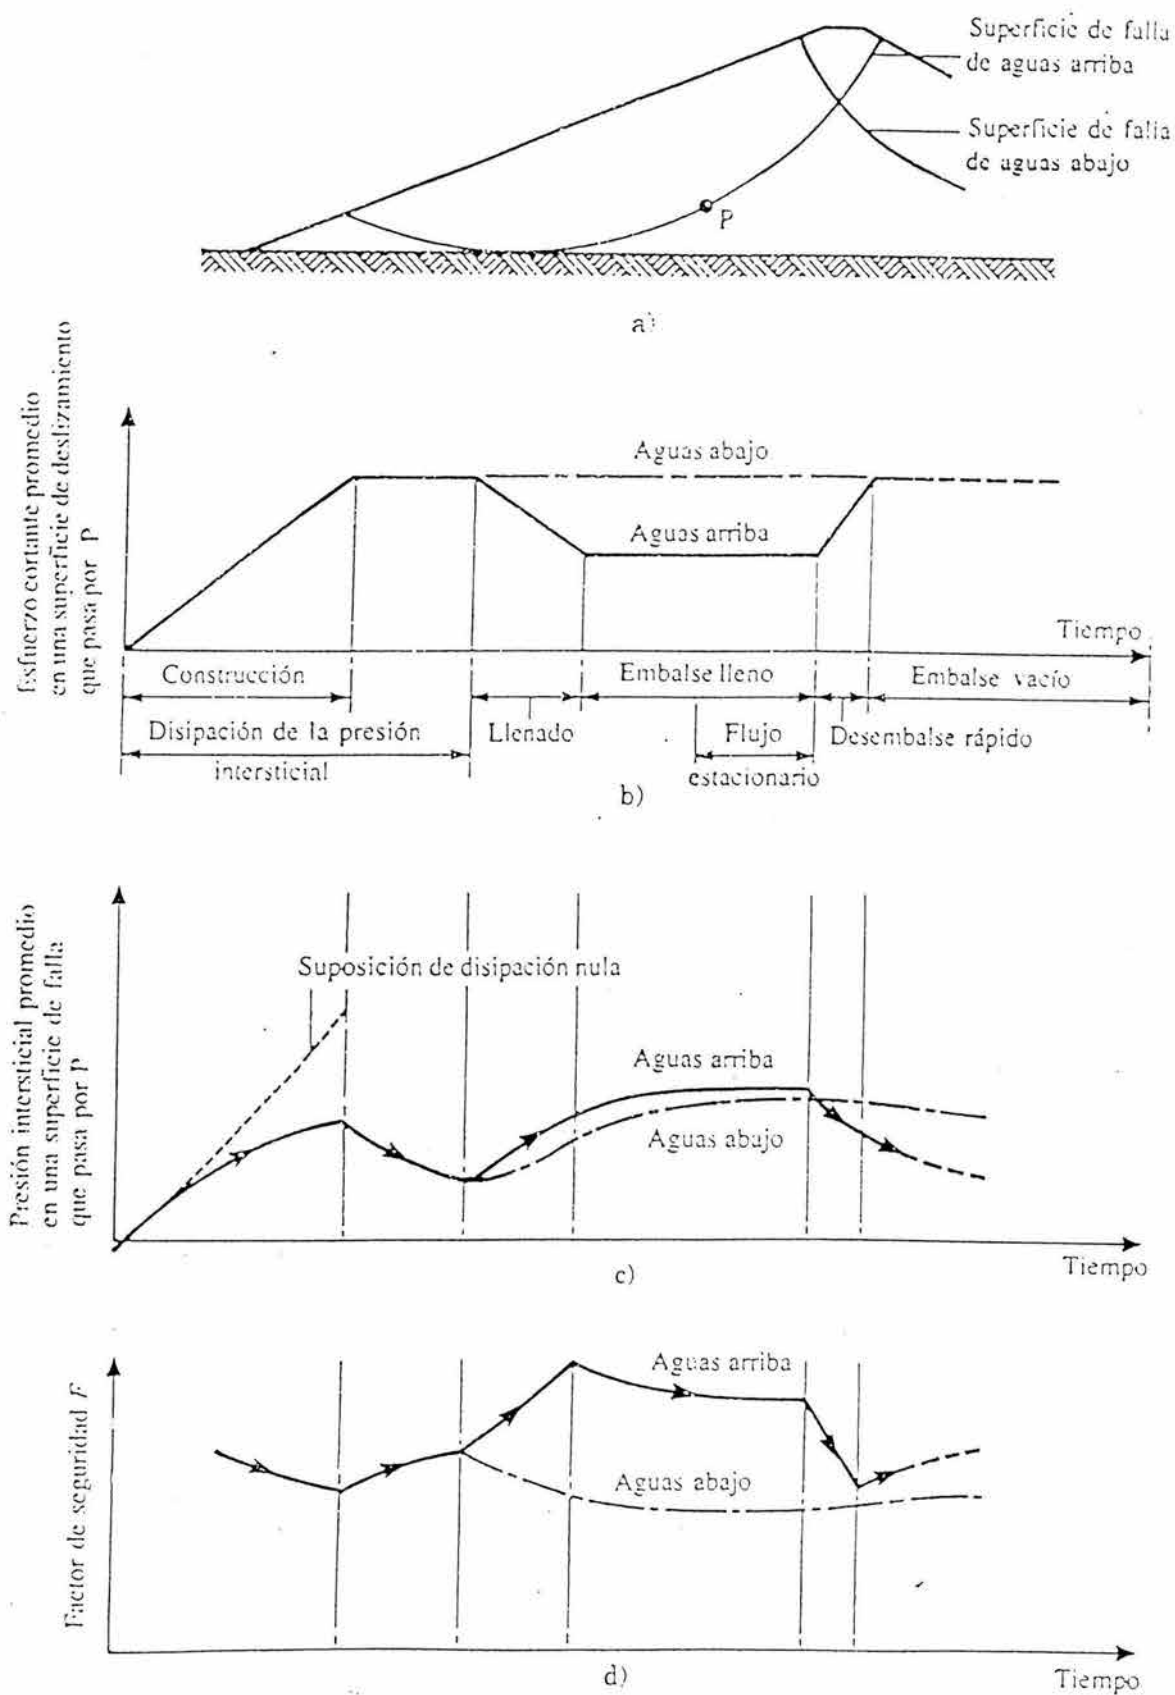 Superficie de falla
de aguas arriba
Superficie de falla
de aguas abajo
P
a)
Esfuerzo cortante promedio
en una superficie de deslizamiento
que pasa por P
Aguas abajo
Aguas arriba
Tiempo
Construcción
Embalse lleno
Embalse vacío
Disipación de la presión
intersticial
Llenado
Flujo
estacionario
Desembalse rápido
b)
Presión intersticial promedio
en una superficie de falla
que pasa por P
Suposición de disipación nula
Aguas arriba
Aguas abajo
Tiempo
c)
Factor de seguridad F
Aguas arriba
Aguas abajo
Tiempo
d)